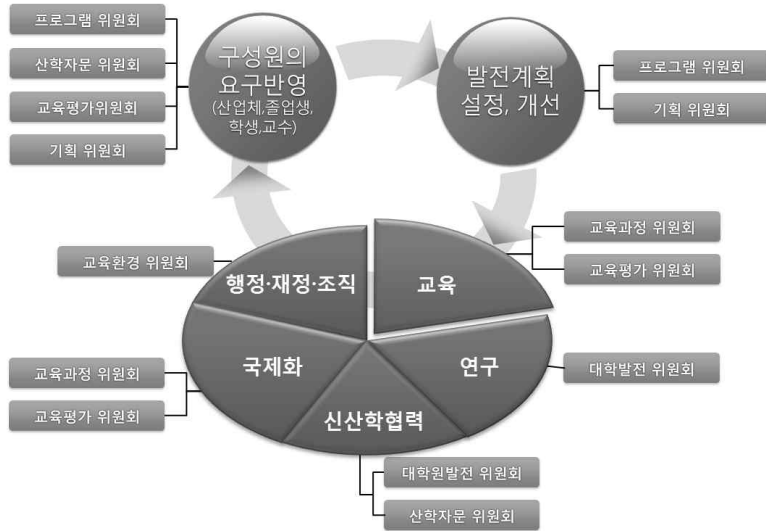 프로그램 위원회
산학자문 위원회
교육평가위원회
기획 위원회
구성원의
요구반영
(산업체,졸업생,
학생,교수)
발전계획
설정, 개선
프로그램 위원회
기획 위원회
교육과정 위원회
교육평가 위원회
교육환경 위원회
행정·재정·조직
교육
국제화
연구
신산학협력
대학발전 위원회
교육과정 위원회
교육평가 위원회
대학원발전 위원회
산학자문 위원회